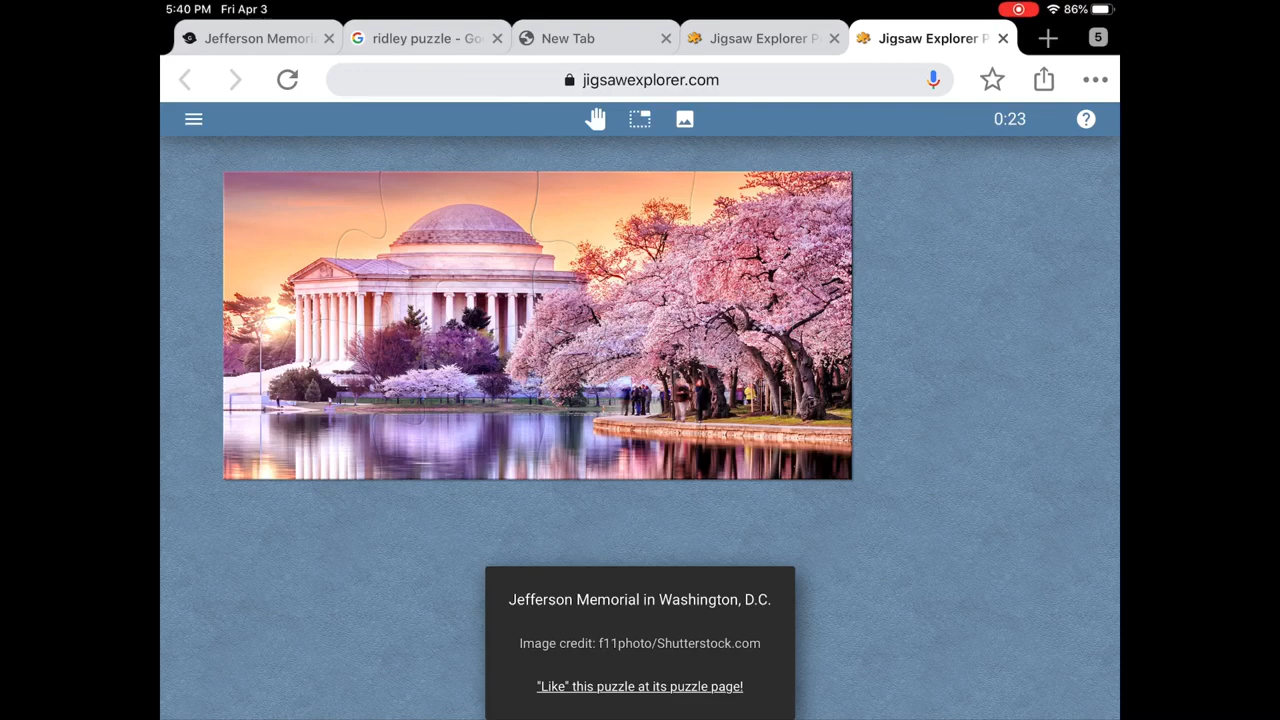 5:40 PM Fri Apr 3
86%
Jefferson Memori
ridley puzzle - Go
New Tab
Jigsaw Explorer P
Jigsaw Explorer P
5
jigsawexplorer.com
0:23
Jefferson Memorial in Washington, D.C.
Image credit: f11photo/Shutterstock.com
"Like" this puzzle at its puzzle page!